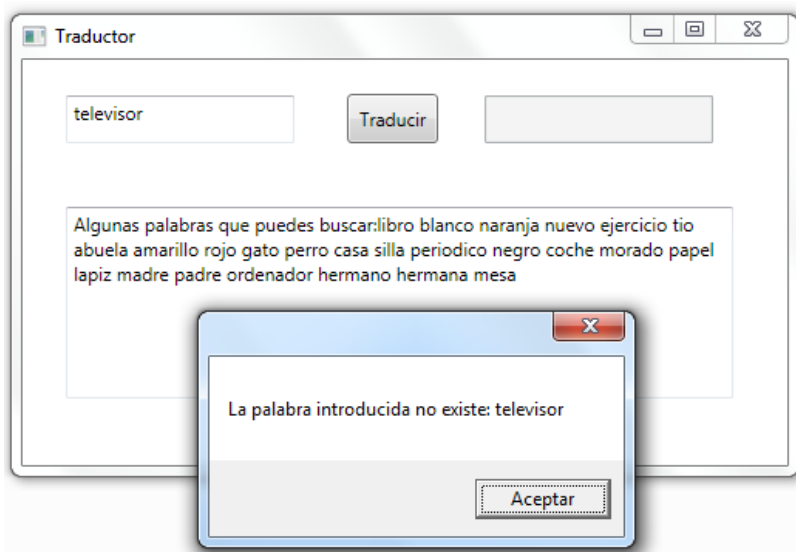 Traductor
televisor
Traducir
Algunas palabras que puedes buscar:libro blanco naranja nuevo ejercicio tio
abuela amarillo rojo gato perro casa silla periodico negro coche morado papel
lapiz madre padre ordenador hermano hermana mesa
La palabra introducida no existe: televisor
Aceptar